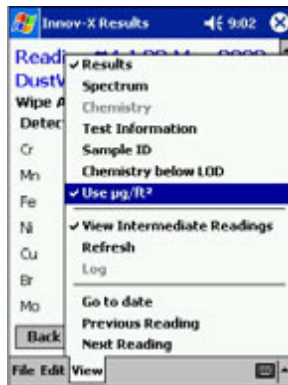 Innov-X Results 9:02
Readi
DustW
Wipe A
Detec
Results
Spectrum
Chemistry
Test Information
Sample ID
Chemistry below LOD
Use µg/ft²
View Intermediate Readings
Refresh
Log
Go to date
Previous Reading
Next Reading
Cr
Mn
Fe
Ni
Cu
Br
Mo
Back
File Edit View